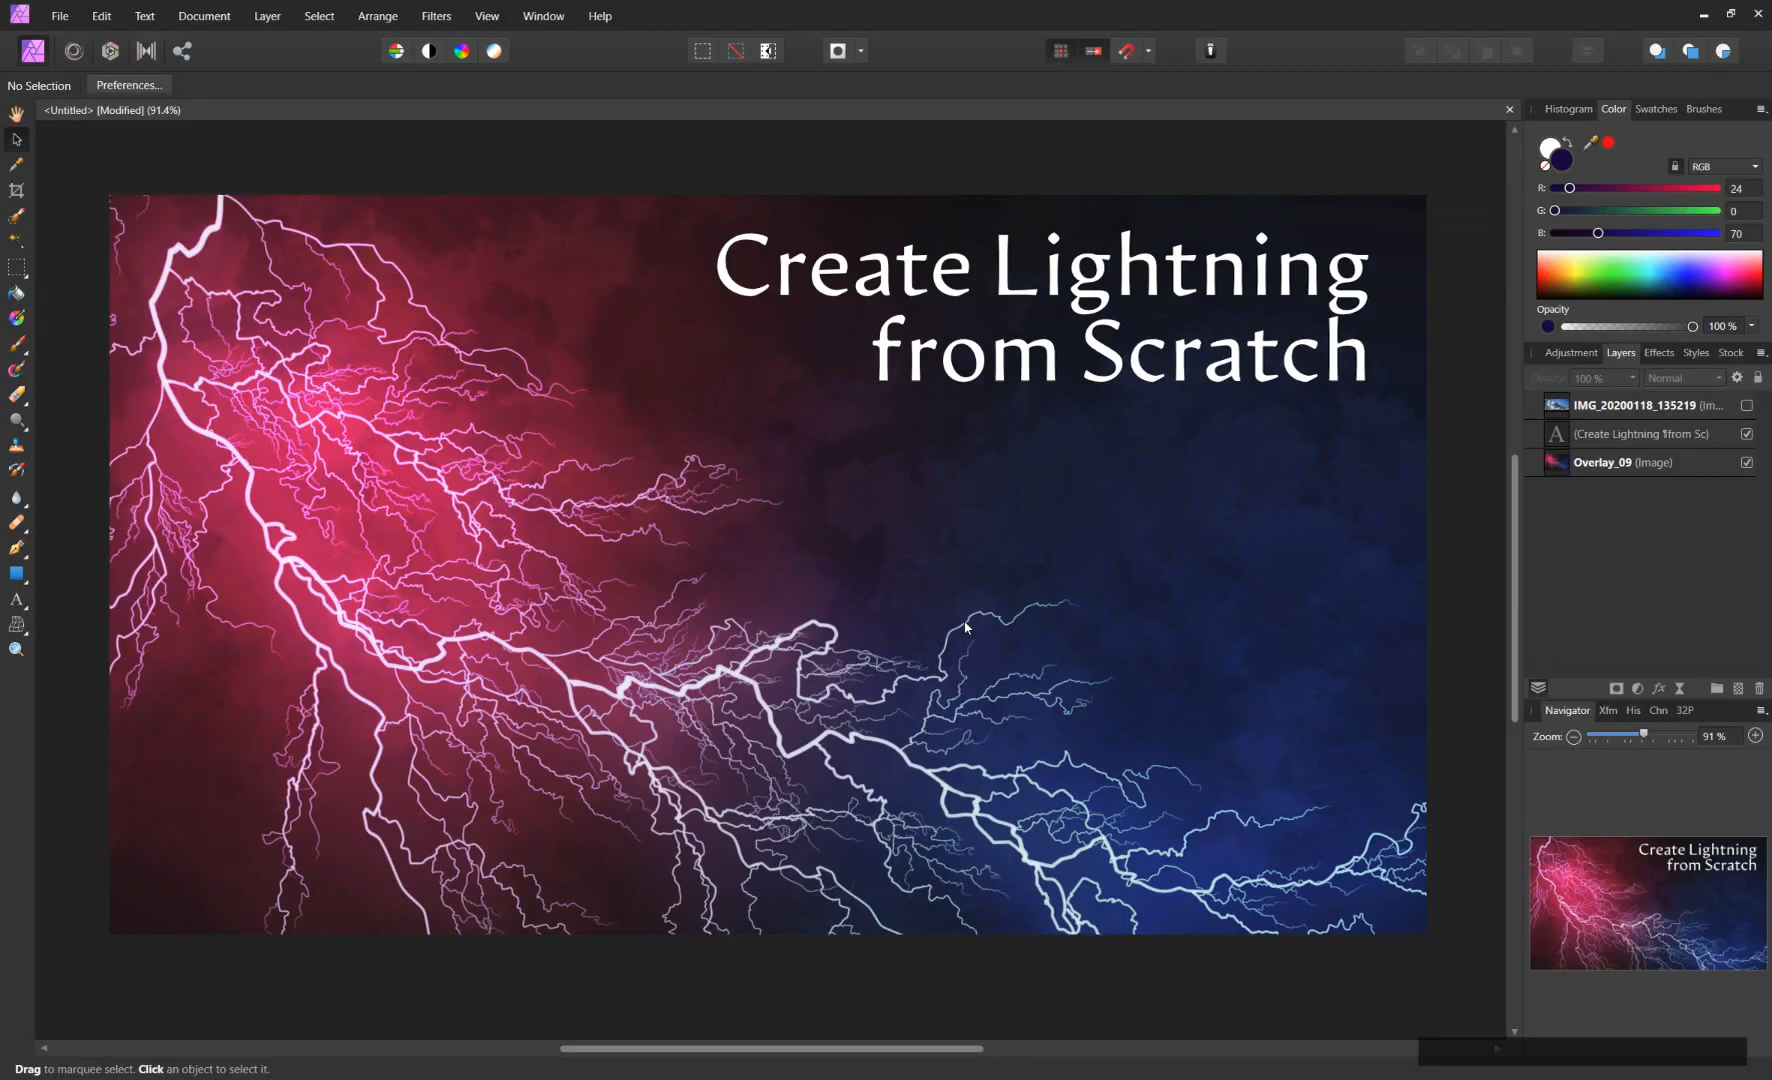 File Edit Text Document Layer Select Arrange Filters View Window Help
No Selection Preferences...
<Untitled> [Modified] (91.4%)
Create Lightning
from Scratch
Histogram Color Swatches Brushes
RGB
R: 24
G: 0
B: 70
Opacity
100 %
Adjustment Layers Effects Styles Stock
Opacity: 100 % Normal
IMG_20200118_135219 (Im...
(Create Lightning ¶from Sc)
Overlay_09 (Image)
Navigator Xfm His Chn 32P
Zoom: 91 %
Create Lightning
from Scratch
Drag to marquee select. Click an object to select it.